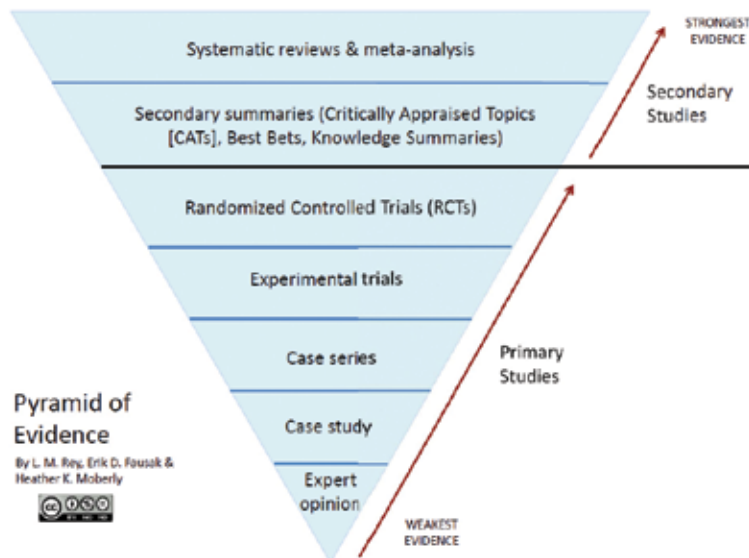 Systematic reviews & meta-analysis
STRONGEST
EVIDENCE
Secondary summaries (Critically Appraised Topics
[CATs], Best Bets, Knowledge Summaries)
Secondary
Studies
Randomized Controlled Trials (RCTs)
Experimental trials
Case series
Primary
Studies
Case study
Expert
opinion
WEAKEST
EVIDENCE
Pyramid of
Evidence
By L. M. Rey, Erik D. Fausak &
Heather K. Moberly